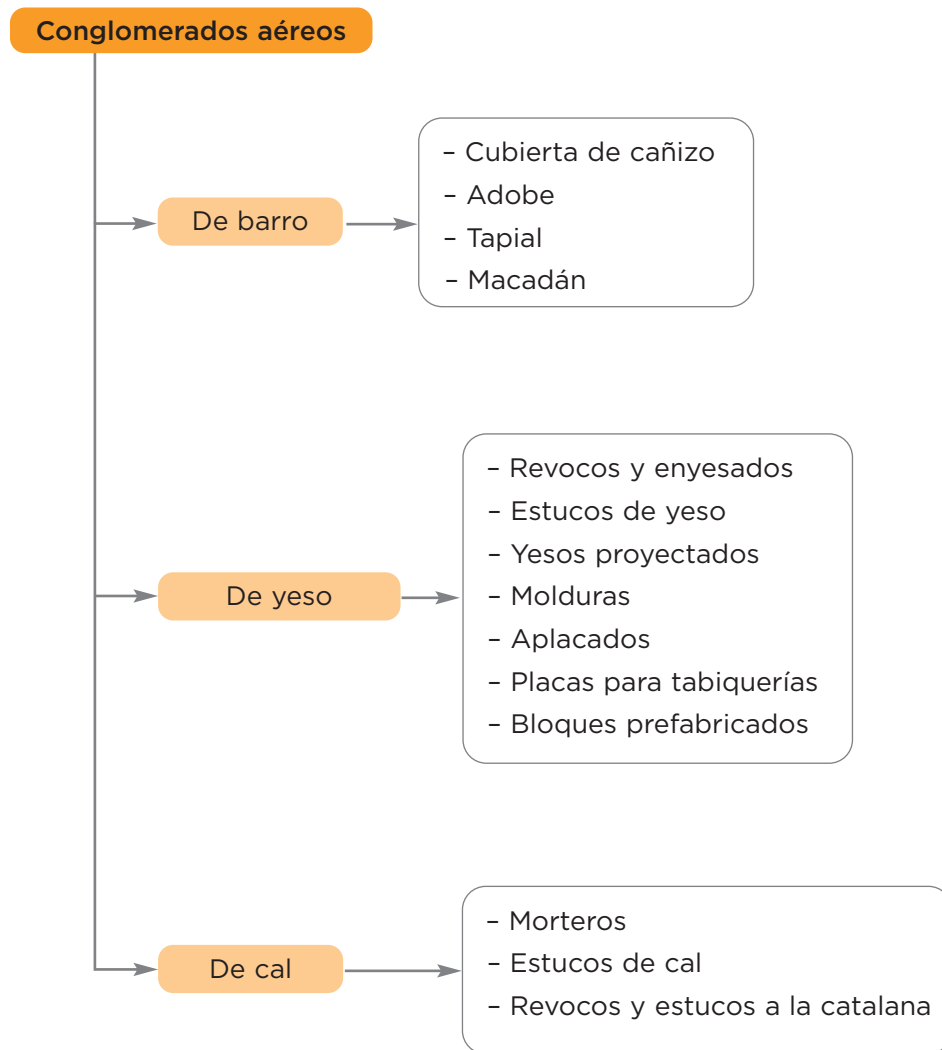 Conglomerados aéreos
De barro
– Cubierta de cañizo
– Adobe
– Tapial
– Macadán
De yeso
– Revocos y enyesados
– Estucos de yeso
– Yesos proyectados
– Molduras
– Aplacados
– Placas para tabiquerías
– Bloques prefabricados
De cal
– Morteros
– Estucos de cal
– Revocos y estucos a la catalana